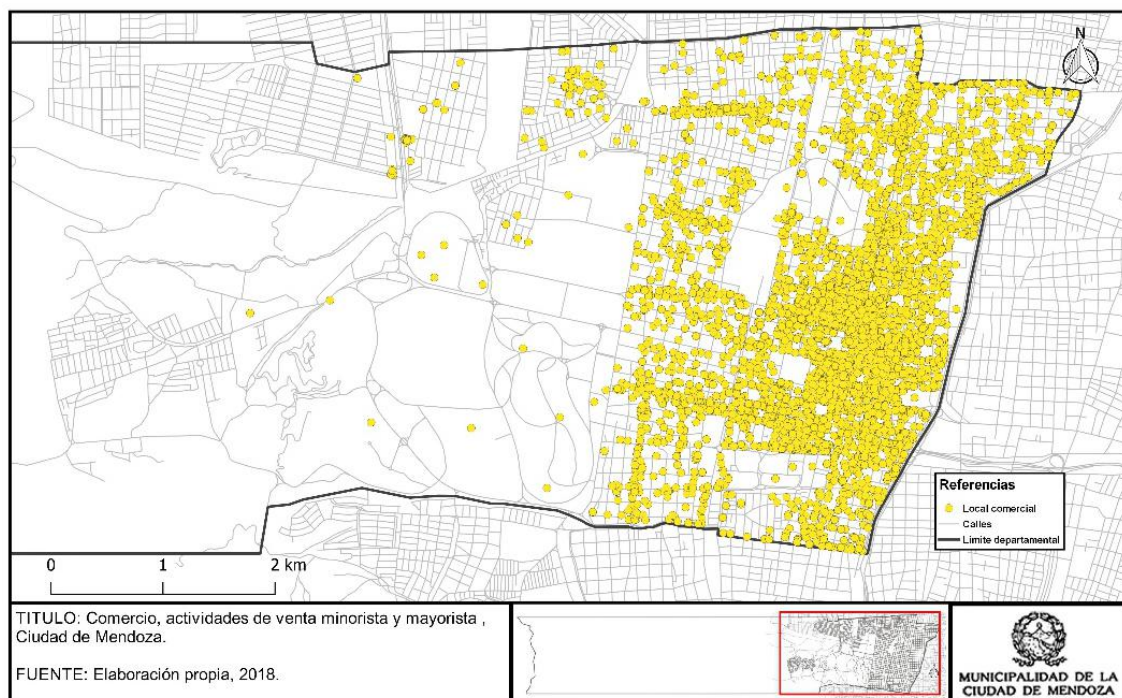 N
Referencias
Local comercial
Calles
Limite departamental
0 1 2 km
TITULO: Comercio, actividades de venta minorista y mayorista ,
Ciudad de Mendoza.
FUENTE: Elaboración propia, 2018.
MUNICIPALIDAD DE LA
CIUDAD DE MENDOZA